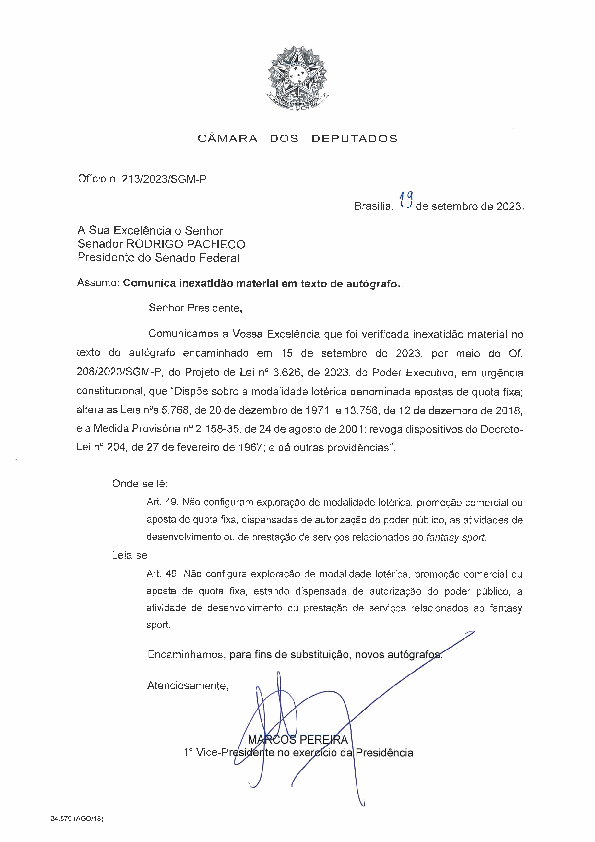 CÂMARA DOS DEPUTADOS
Ofício n. 213/2023/SGM-P
Brasília, 19 de setembro de 2023.
A Sua Excelência o Senhor
Senador RODRIGO PACHECO
Presidente do Senado Federal
Assunto: Comunica inexatidão material em texto de autógrafo.
Senhor Presidente,
Comunicamos a Vossa Excelência que foi verificada inexatidão material no
texto do autógrafo encaminhado em 15 de setembro de 2023, por meio do Of.
208/2023/SGM-P, do Projeto de Lei nº 3.626, de 2023, do Poder Executivo, em urgência
constitucional, que "Dispõe sobre a modalidade lotérica denominada apostas de quota fixa;
altera as Leis nºs 5.768, de 20 de dezembro de 1971, e 13.756, de 12 de dezembro de 2018,
e a Medida Provisória nº 2.158-35, de 24 de agosto de 2001; revoga dispositivos do Decreto-
Lei nº 204, de 27 de fevereiro de 1967; e dá outras providências".
Onde se lê:
Art. 49. Não configuram exploração de modalidade lotérica, promoção comercial ou
aposta de quota fixa, dispensadas de autorização do poder público, as atividades de
desenvolvimento ou de prestação de serviços relacionados ao fantasy sport.
Leia-se
Art. 49. Não configura exploração de modalidade lotérica, promoção comercial ou
aposta de quota fixa, estando dispensada de autorização do poder público, a
atividade de desenvolvimento ou prestação de serviços relacionados ao fantasy
sport.
Encaminhamos, para fins de substituição, novos autógrafos.
Atenciosamente,
MARCOS PEREIRA
1º Vice-Presidente no exercício da Presidência
34.579 (AGO/18)